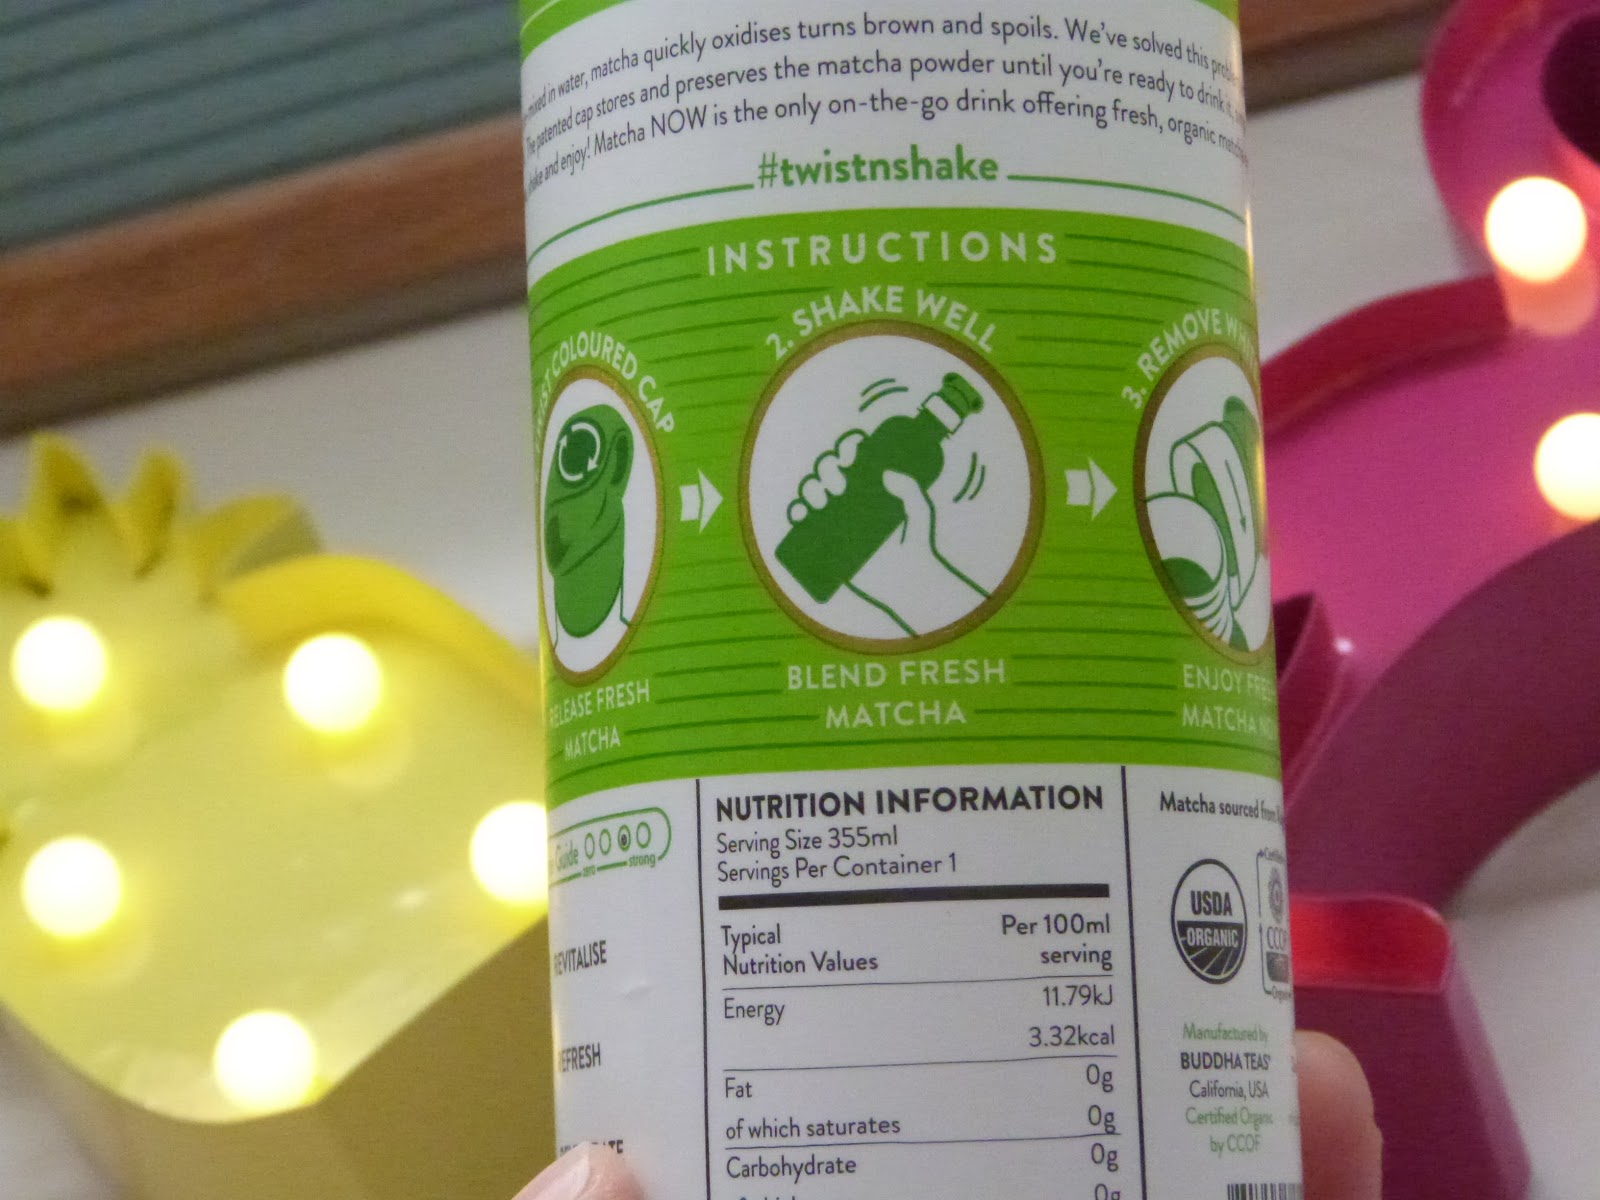 mixed in water, matcha quickly oxidises turns brown and spoils. We've solved this
The patented cap stores and preserves the matcha powder until you're ready to drink it,
shake and enjoy! Matcha NOW is the only on-the-go drink offering fresh, organic
#twistnshake
INSTRUCTIONS
COLOURED CAP
2. SHAKE WELL
3. REMOVE
RELEASE FRESH
MATCHA
BLEND FRESH
MATCHA
ENJOY
MATCHA
Guide
zero
strong
REVITALISE
REFRESH
NUTRITION INFORMATION
Serving Size 355ml
Servings Per Container 1
Typical
Nutrition Values
Per 100ml
serving
Energy
11.79kJ
3.32kcal
Fat
0g
of which saturates
0g
Carbohydrate
0g
0g
Matcha sourced from
USDA
ORGANIC
CCOF
Manufactured by
BUDDHA TEAS
California, USA
Certified Organic
by CCOF